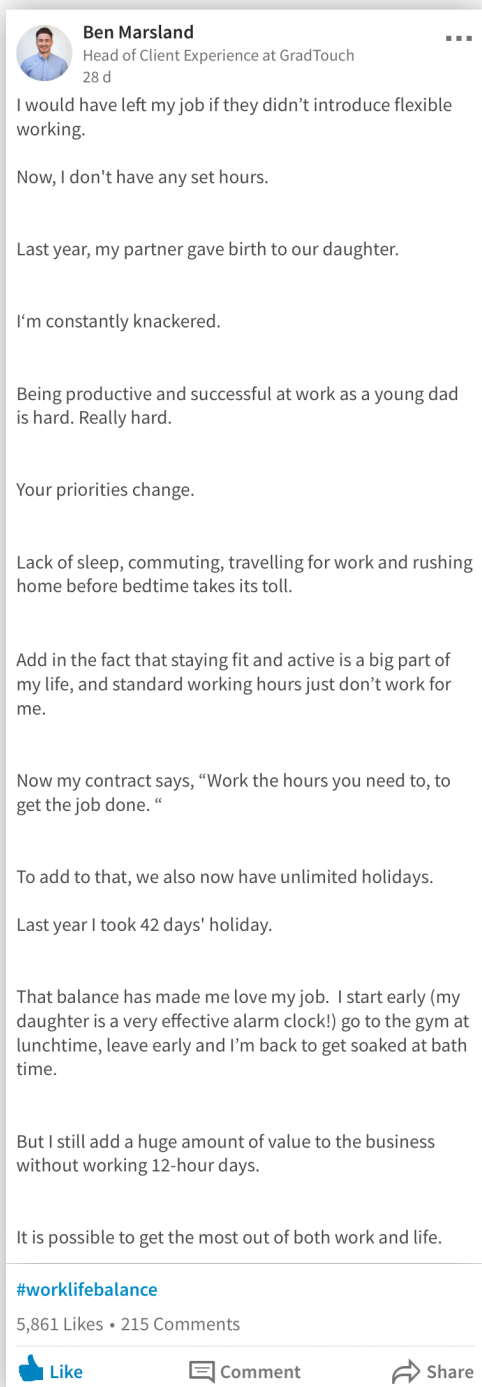 Ben Marsland
Head of Client Experience at GradTouch
28 d
I would have left my job if they didn’t introduce flexible
working.
Now, I don't have any set hours.
Last year, my partner gave birth to our daughter.
I‘m constantly knackered.
Being productive and successful at work as a young dad
is hard. Really hard.
Your priorities change.
Lack of sleep, commuting, travelling for work and rushing
home before bedtime takes its toll.
Add in the fact that staying fit and active is a big part of
my life, and standard working hours just don’t work for
me.
Now my contract says, “Work the hours you need to, to
get the job done. “
To add to that, we also now have unlimited holidays.
Last year I took 42 days' holiday.
That balance has made me love my job.  I start early (my
daughter is a very effective alarm clock!) go to the gym at
lunchtime, leave early and I’m back to get soaked at bath
time.
But I still add a huge amount of value to the business
without working 12-hour days.
It is possible to get the most out of both work and life.
#worklifebalance
5,861 Likes • 215 Comments
Like Comment Share